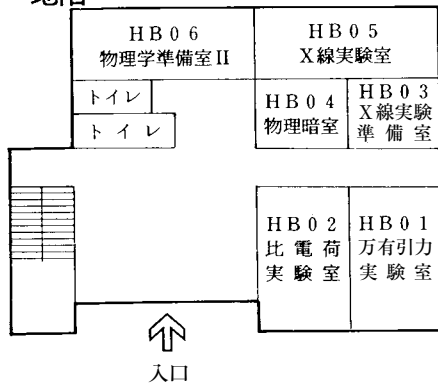 地階
HB06
物理学準備室II
HB05
X線実験室
トイレ
トイレ
HB04
物理暗室
HB03
X線実験
準備室
HB02
比電荷
実験室
HB01
万有引力
実験室
入口